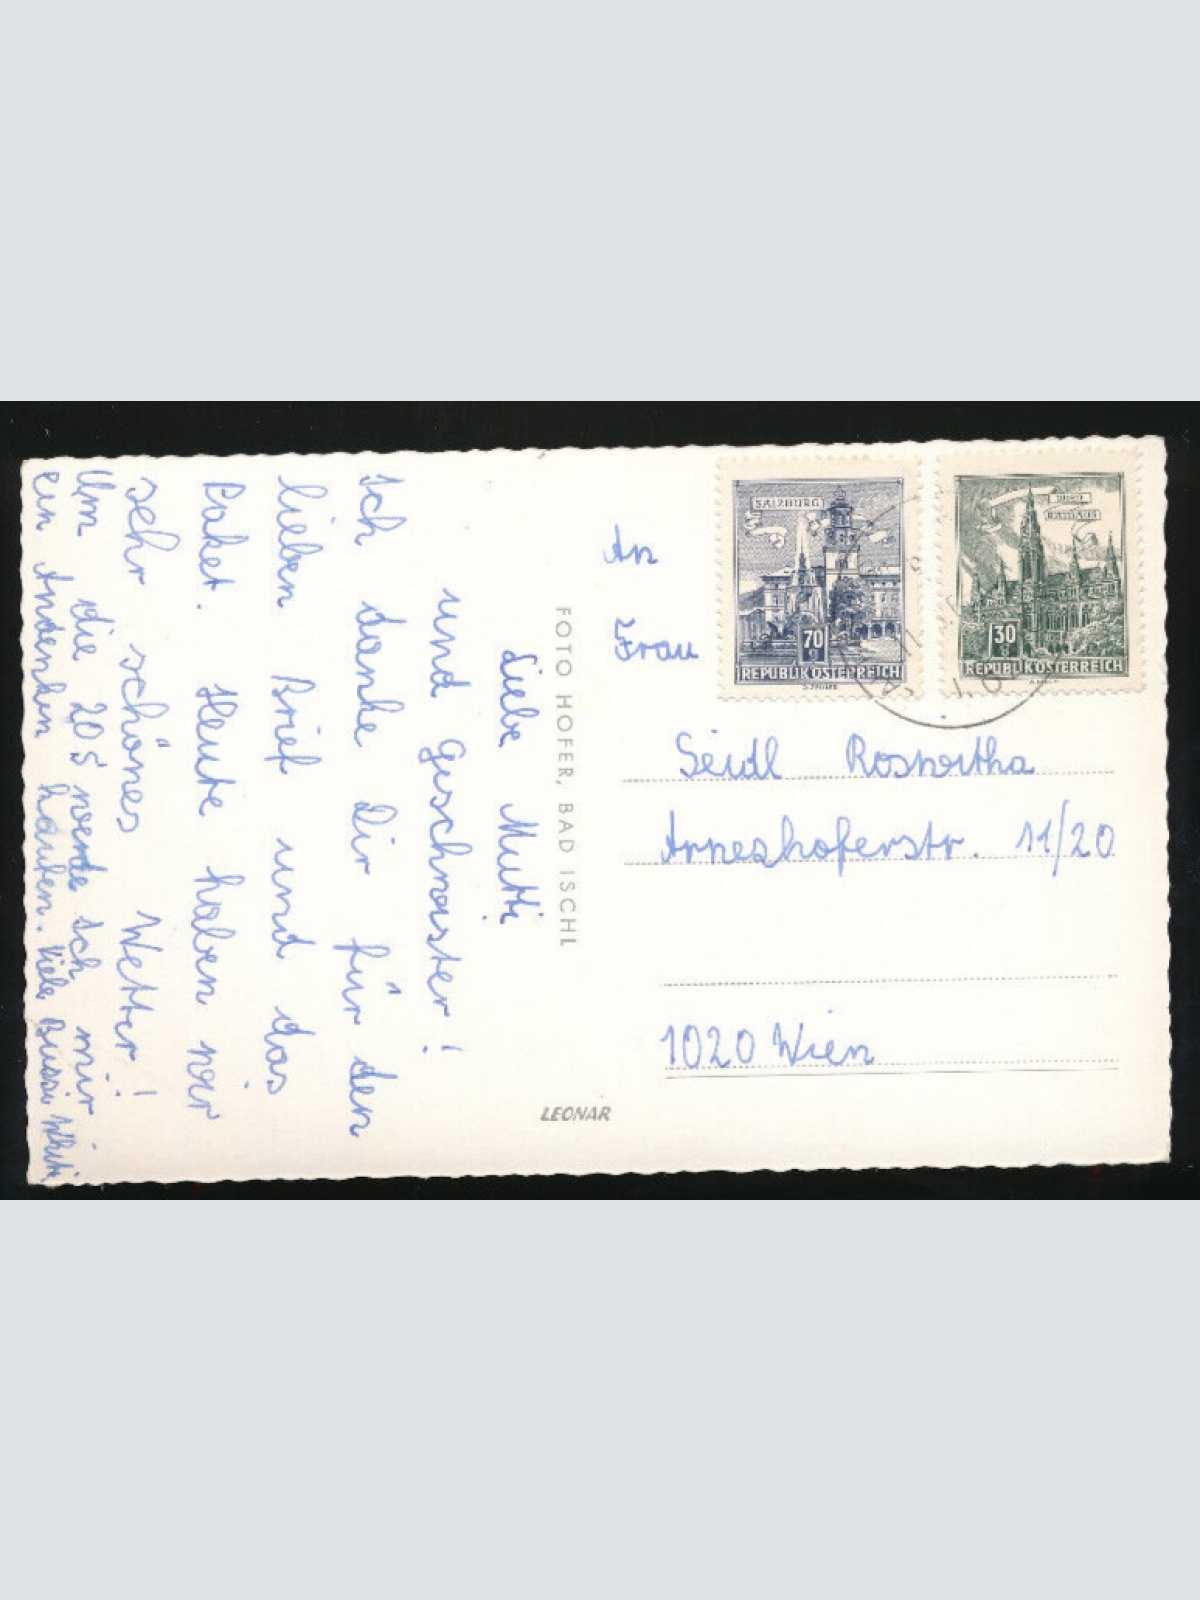 Liebe Mutti
und Geschwister!
Ich danke dir für den
lieben Brief und das
Paket. Heute haben wir
sehr schönes Wetter!
Um die 20 S werde ich mir
ein Andenken kaufen. Viele Bussi
FOTO HOFER, BAD ISCHL
LEONAR
SALZBURG
70
REPUBLIK ÖSTERREICH
WIEN
RATHAUS
30
REPUBLIK ÖSTERREICH
An
Frau
Seidl Roswitha
Arnezhoferstr. 11/20
1020 Wien